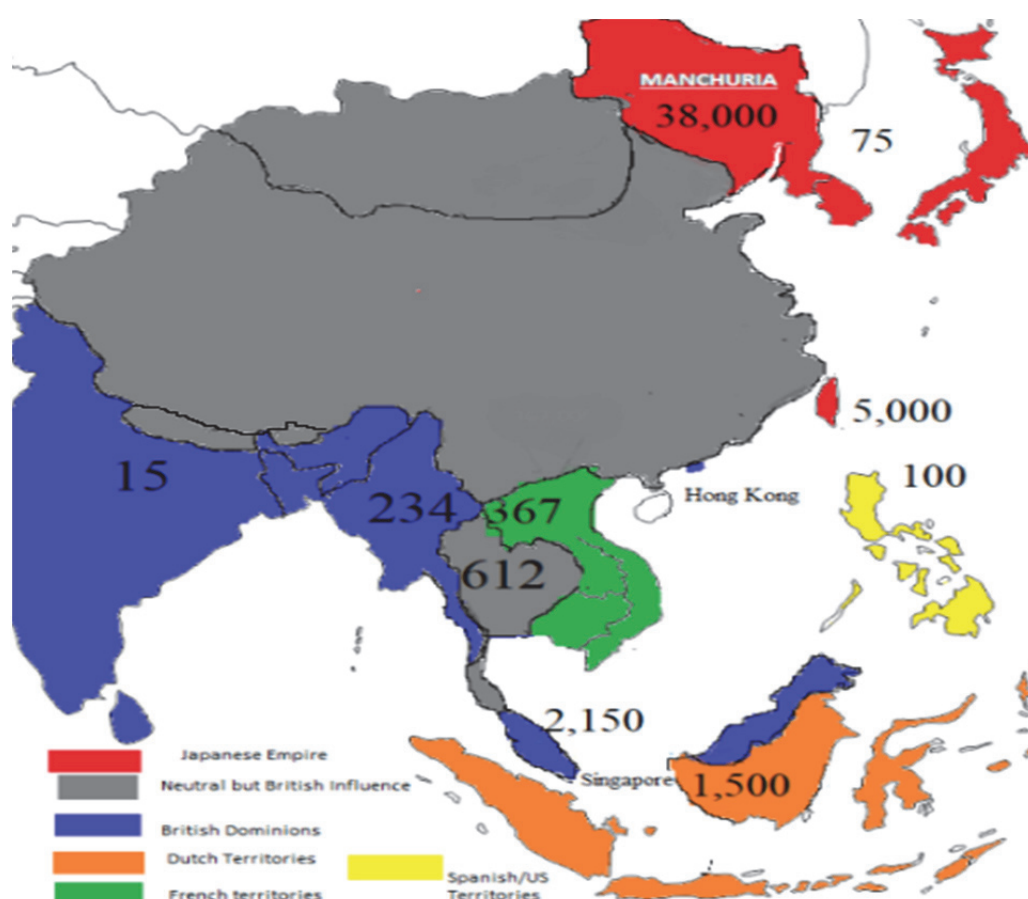 MANCHURIA
38,000
75
5,000
100
15
234
367
Hong Kong
612
2,150
Singapore
1,500
Japanese Empire
Neutral but British Influence
British Dominions
Dutch Territories
French territories
Spanish/US
Territories